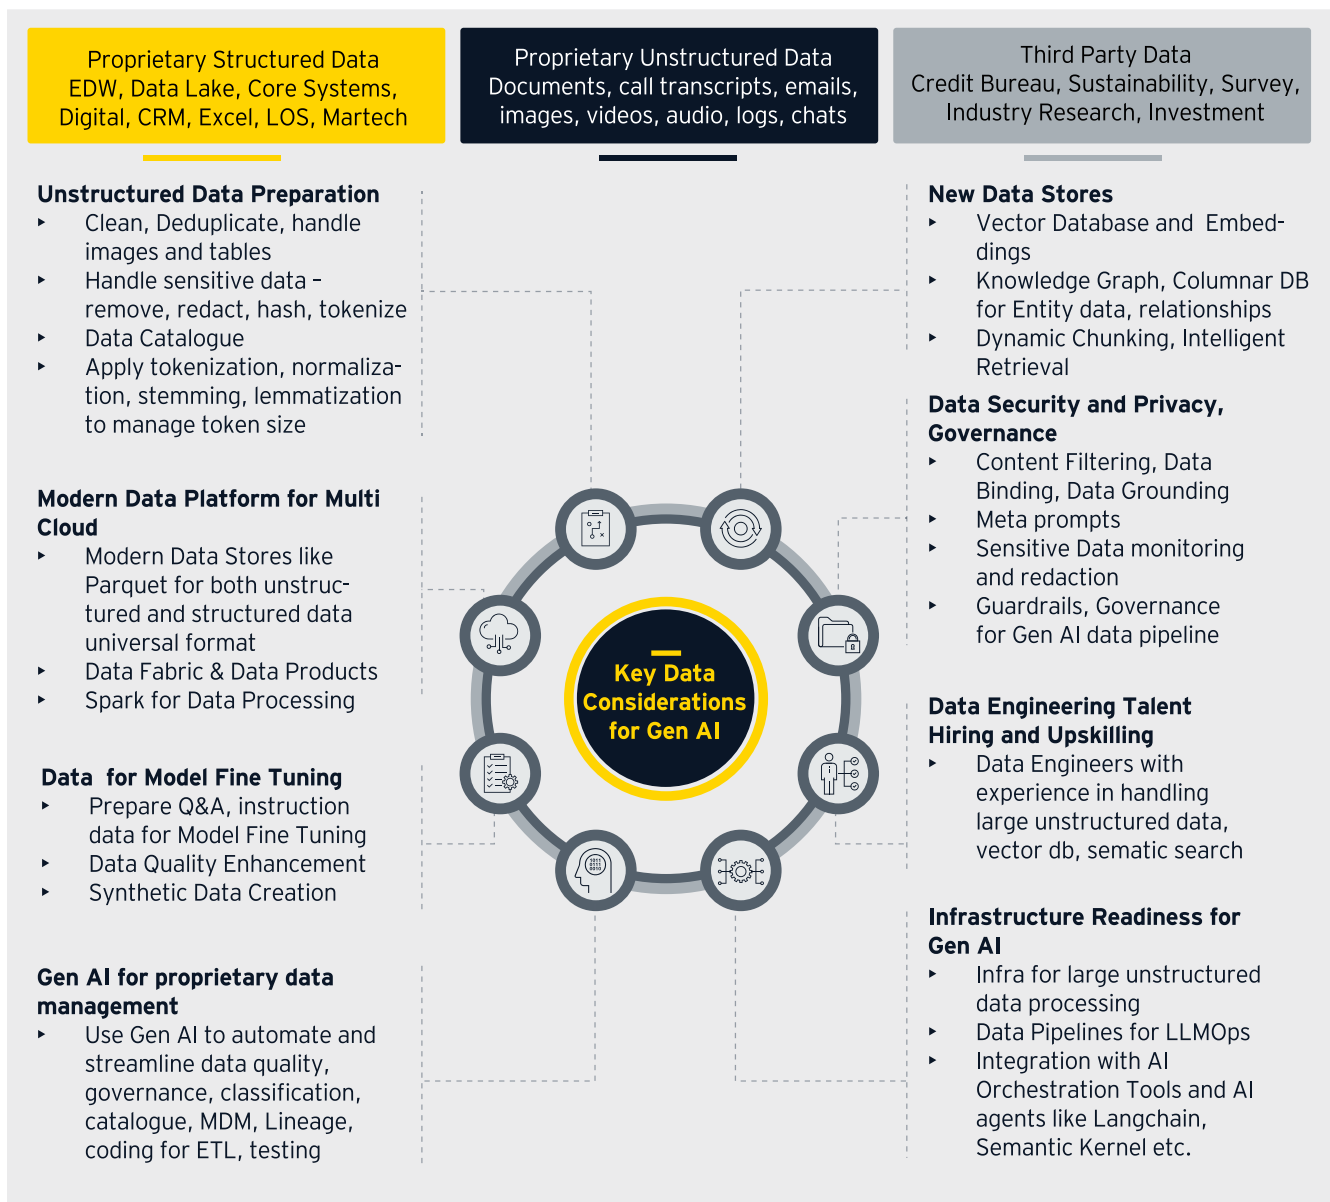 Proprietary Structured Data
EDW, Data Lake, Core Systems,
Digital, CRM, Excel, LOS, Martech
Proprietary Unstructured Data
Documents, call transcripts, emails,
images, videos, audio, logs, chats
Third Party Data
Credit Bureau, Sustainability, Survey,
Industry Research, Investment
Unstructured Data Preparation
‣ Clean, Deduplicate, handle
images and tables
‣ Handle sensitive data –
remove, redact, hash, tokenize
‣ Data Catalogue
‣ Apply tokenization, normaliza-
tion, stemming, lemmatization
to manage token size
Modern Data Platform for Multi
Cloud
‣ Modern Data Stores like
Parquet for both unstruc-
tured and structured data
universal format
‣ Data Fabric & Data Products
‣ Spark for Data Processing
Data for Model Fine Tuning
‣ Prepare Q&A, instruction
data for Model Fine Tuning
‣ Data Quality Enhancement
‣ Synthetic Data Creation
Gen AI for proprietary data
management
‣ Use Gen AI to automate and
streamline data quality,
governance, classification,
catalogue, MDM, Lineage,
coding for ETL, testing
Key Data
Considerations
for Gen AI
1011
0111
0010
New Data Stores
‣ Vector Database and Embed-
dings
‣ Knowledge Graph, Columnar DB
for Entity data, relationships
‣ Dynamic Chunking, Intelligent
Retrieval
Data Security and Privacy,
Governance
‣ Content Filtering, Data
Binding, Data Grounding
‣ Meta prompts
‣ Sensitive Data monitoring
and redaction
‣ Guardrails, Governance
for Gen AI data pipeline
Data Engineering Talent
Hiring and Upskilling
‣ Data Engineers with
experience in handling
large unstructured data,
vector db, sematic search
Infrastructure Readiness for
Gen AI
‣ Infra for large unstructured
data processing
‣ Data Pipelines for LLMOps
‣ Integration with AI
Orchestration Tools and AI
agents like Langchain,
Semantic Kernel etc.